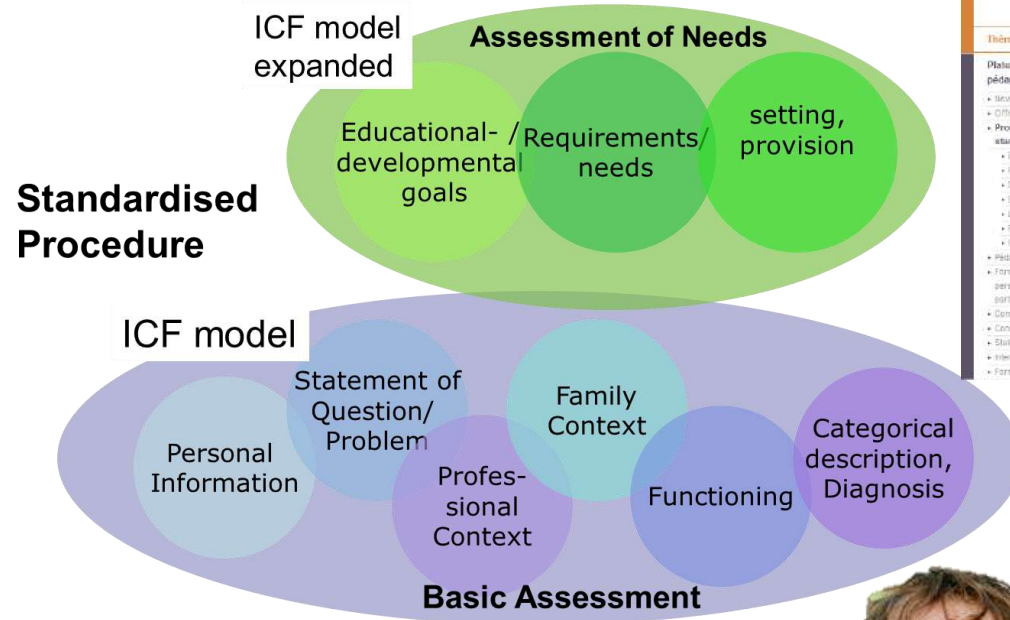 ICF model
expanded
Assessment of Needs
Educational- /
developmental
goals
Requirements/
needs
setting,
provision
Standardised
Procedure
ICF model
Personal
Information
Statement of
Question/
Problem
Profes-
sional
Context
Family
Context
Functioning
Categorical
description,
Diagnosis
Basic Assessment